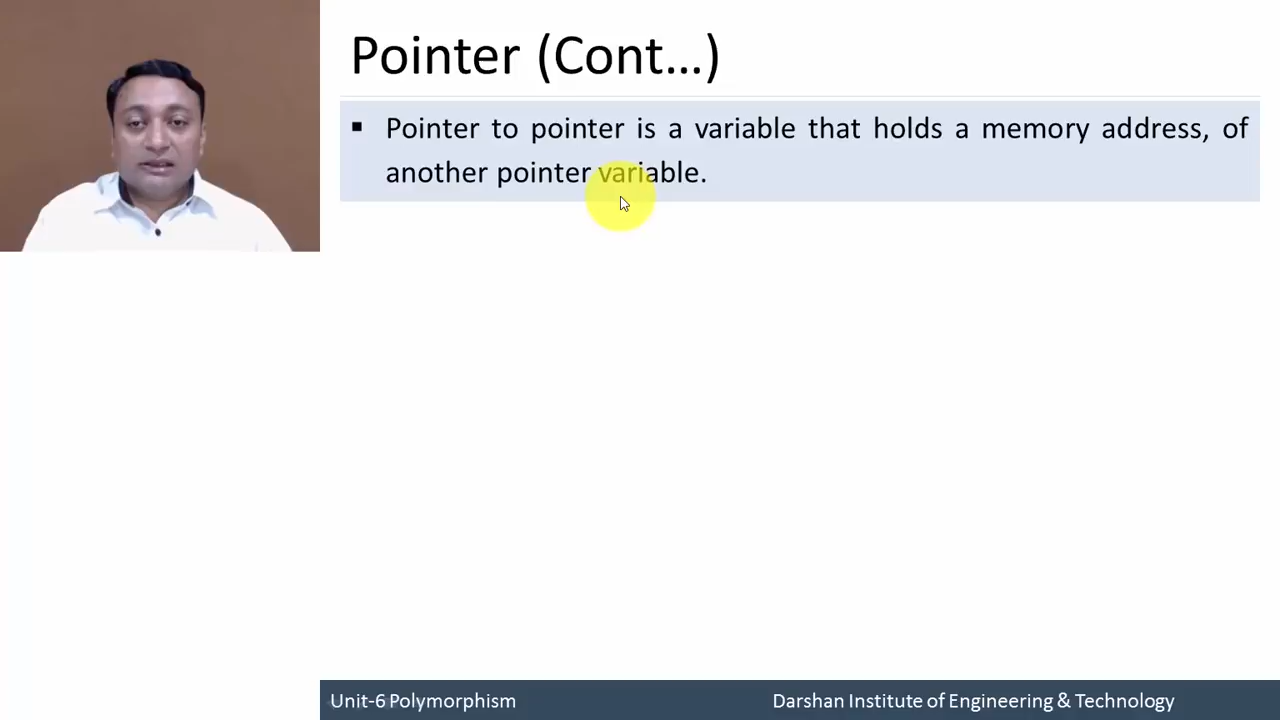 Pointer (Cont…)
▪ Pointer to pointer is a variable that holds a memory address, of
another pointer variable.
Unit-6 Polymorphism
Darshan Institute of Engineering & Technology